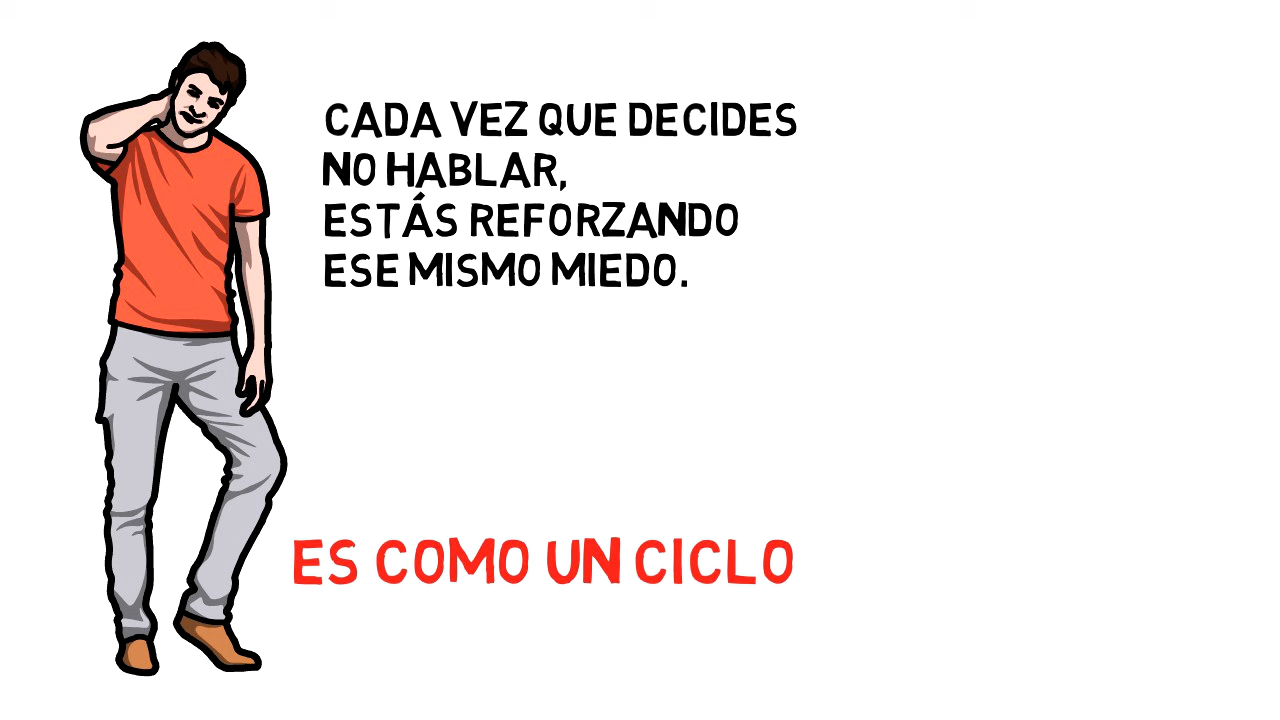 CADA VEZ QUE DECIDES
NO HABLAR,
ESTÁS REFORZANDO
ESE MISMO MIEDO.
ES COMO UN CICLO